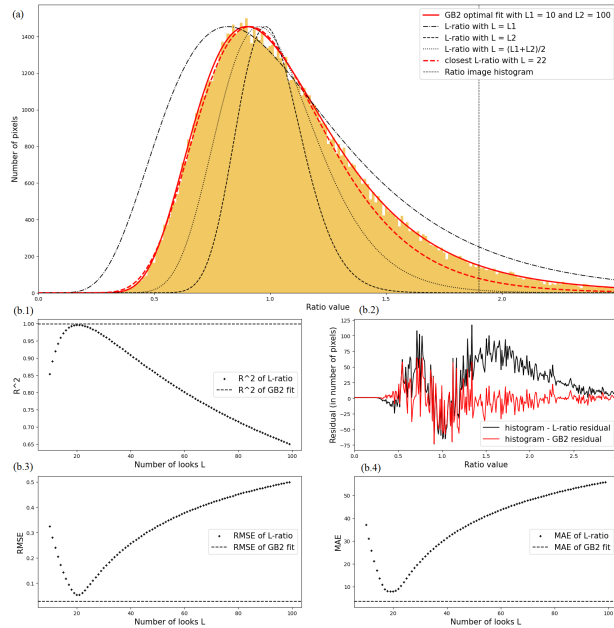 (a)
GB2 optimal fit with L1 = 10 and L2 = 100
L-ratio with L = L1
L-ratio with L = L2
L-ratio with L = (L1+L2)/2
closest L-ratio with L = 22
Ratio image histogram
Number of pixels
1400
1200
1000
800
600
400
200
0
0.0
0.5
1.0
1.5
2.0
Ratio value
(b.1)
R^2
1.00
0.95
0.90
0.85
0.80
0.75
0.70
0.65
R^2 of L-ratio
R^2 of GB2 fit
0
20
40
60
80
100
Number of looks L
(b.2)
Residual (in number of pixels)
125
100
75
50
25
0
−25
−50
−75
histogram - L-ratio residual
histogram - GB2 residual
0.0
0.5
1.0
1.5
2.0
2.5
3.0
Ratio value
(b.3)
RMSE
0.5
0.4
0.3
0.2
0.1
RMSE of L-ratio
RMSE of GB2 fit
0
20
40
60
80
100
Number of looks L
(b.4)
MAE
50
40
30
20
10
MAE of L-ratio
MAE of GB2 fit
0
20
40
60
80
100
Number of looks L